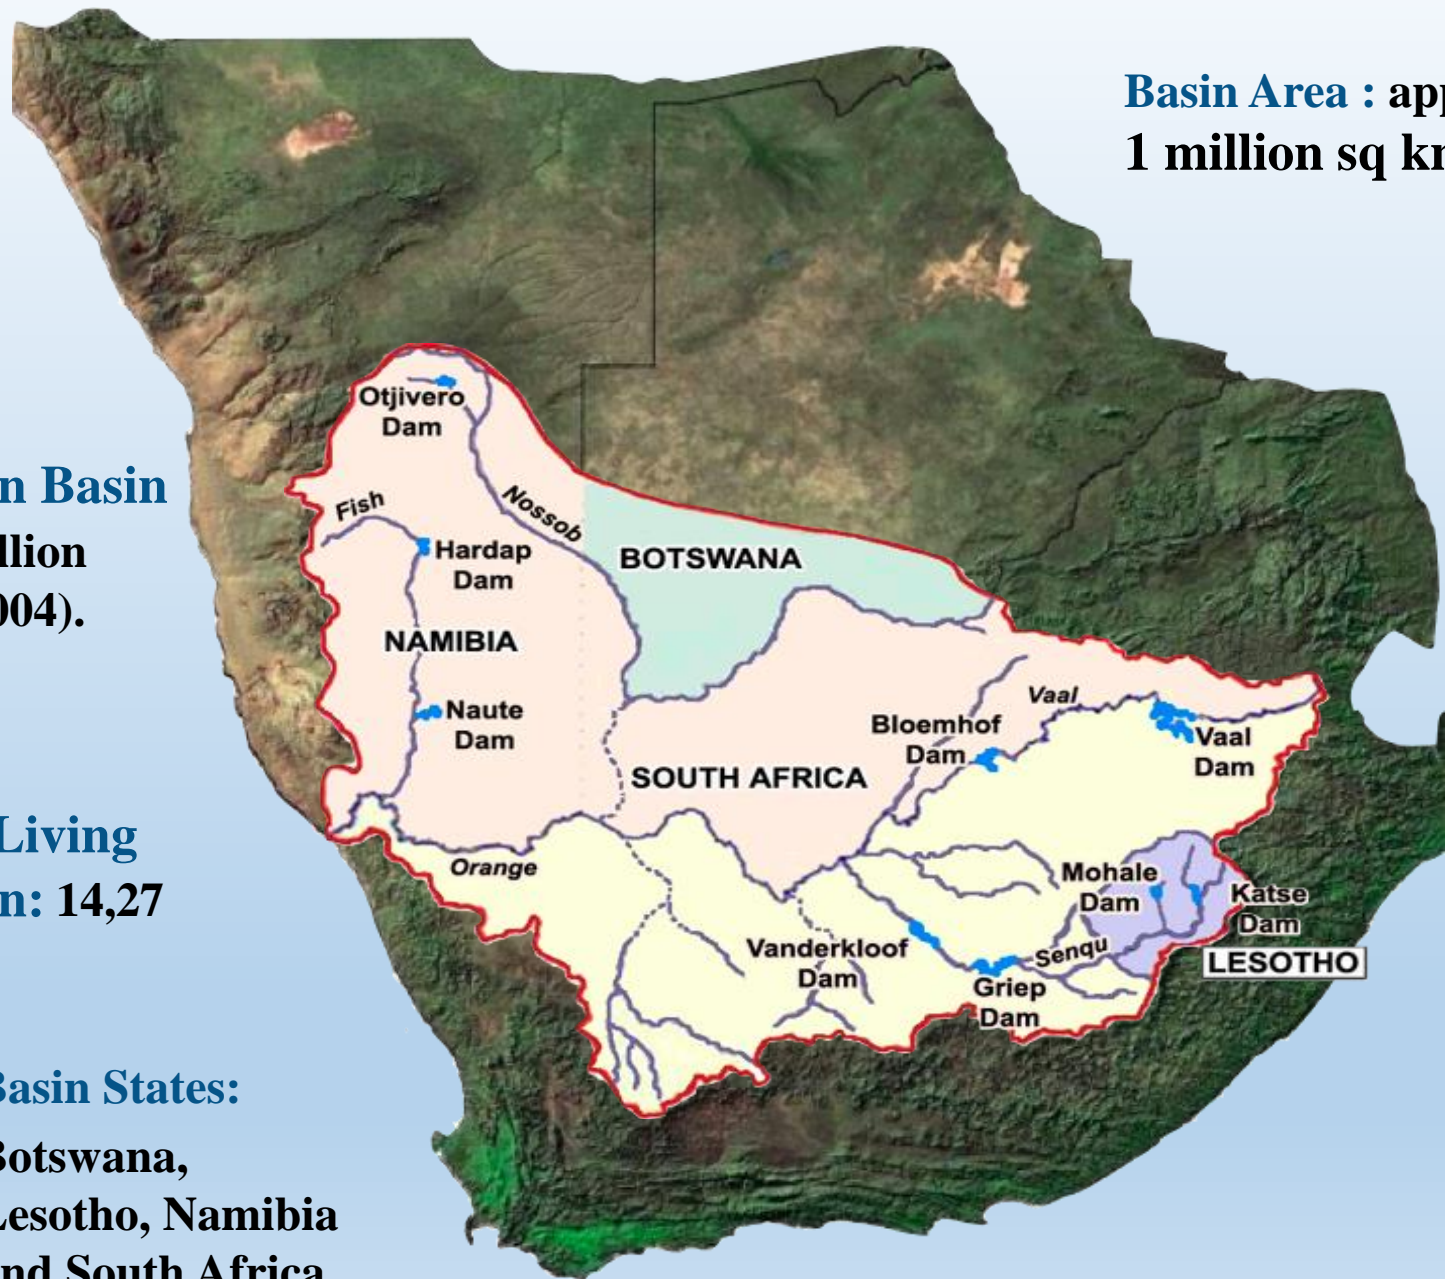 Basin Area : app
1 million sq km
n Basin
llion
004).
Living
n: 14,27
Basin States:
Botswana,
Lesotho, Namibia
nd South Africa
Otjivero
Dam
Fish
Nossob
Hardap
Dam
BOTSWANA
NAMIBIA
Naute
Dam
Vaal
Bloemhof
Dam
Vaal
Dam
SOUTH AFRICA
Orange
Mohale
Dam
Katse
Dam
Vanderkloof
Dam
Senqu
LESOTHO
Griep
Dam